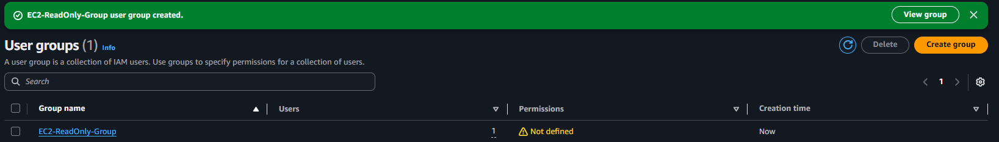 EC2-ReadOnly-Group user group created.
View group
User groups (1) Info
Delete
Create group
A user group is a collection of IAM users. Use groups to specify permissions for a collection of users.
Search
1
Group name
Users
Permissions
Creation time
EC2-ReadOnly-Group
1
Not defined
Now